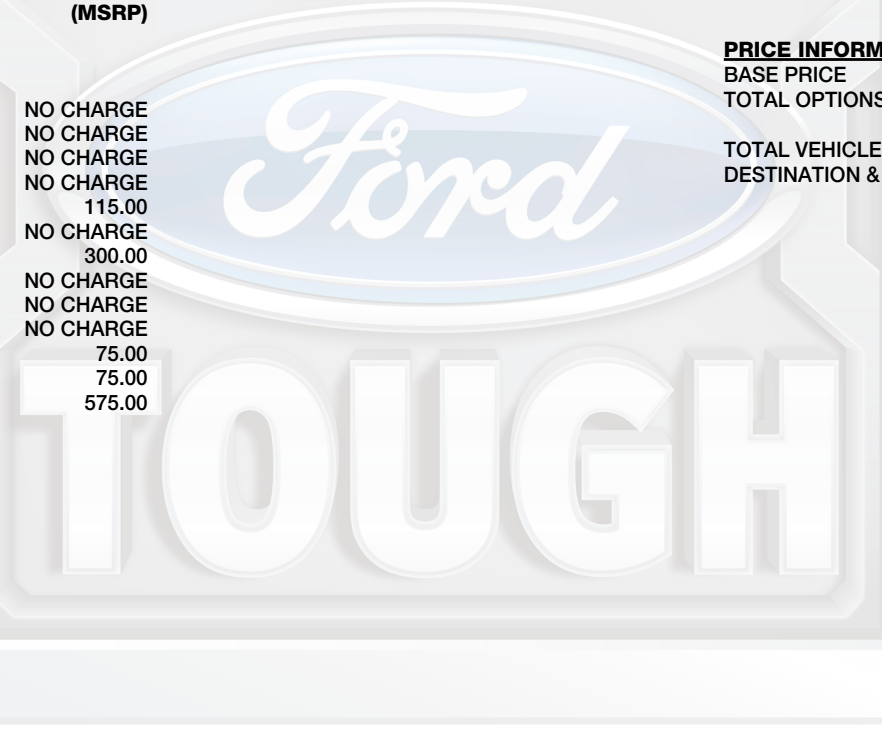 (MSRP)
NO CHARGE
NO CHARGE
NO CHARGE
NO CHARGE
115.00
NO CHARGE
300.00
NO CHARGE
NO CHARGE
NO CHARGE
75.00
75.00
575.00
PRICE INFORM
BASE PRICE
TOTAL OPTIONS
TOTAL VEHICLE
DESTINATION &
Ford
TOUGH